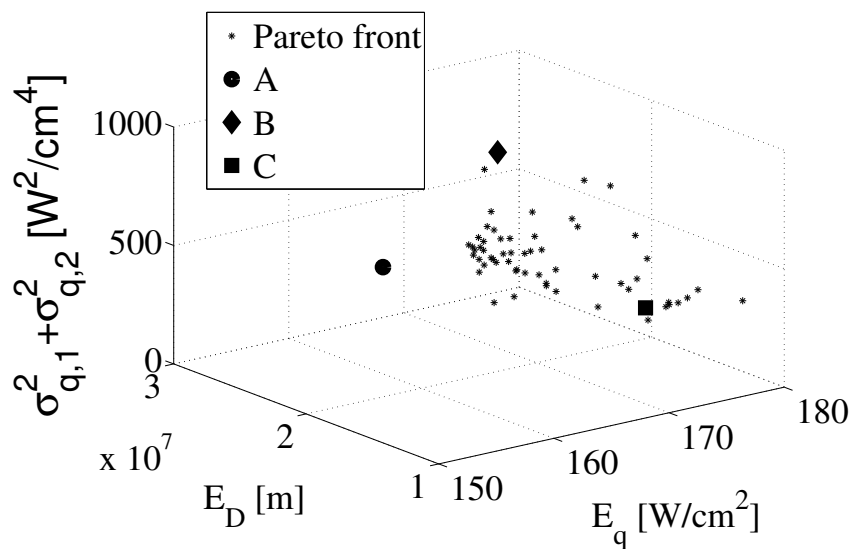 Pareto front
A
B
C
1000
500
0
σ²q,1+σ²q,2 [W²/cm⁴]
3
2
1
x 10⁷
E_D [m]
150
160
170
180
E_q [W/cm²]